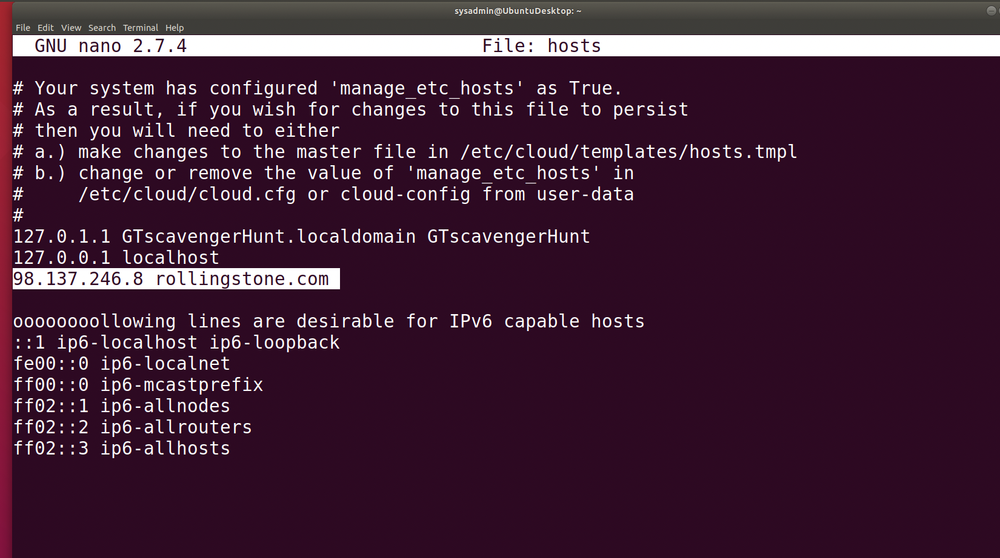 sysadmin@UbuntuDesktop: ~
File Edit View Search Terminal Help
GNU nano 2.7.4 File: hosts
# Your system has configured 'manage_etc_hosts' as True.
# As a result, if you wish for changes to this file to persist
# then you will need to either
# a.) make changes to the master file in /etc/cloud/templates/hosts.tmpl
# b.) change or remove the value of 'manage_etc_hosts' in
#     /etc/cloud/cloud.cfg or cloud-config from user-data
#
127.0.1.1 GTscavengerHunt.localdomain GTscavengerHunt
127.0.0.1 localhost
98.137.246.8 rollingstone.com
oooooooollowing lines are desirable for IPv6 capable hosts
::1 ip6-localhost ip6-loopback
fe00::0 ip6-localnet
ff00::0 ip6-mcastprefix
ff02::1 ip6-allnodes
ff02::2 ip6-allrouters
ff02::3 ip6-allhosts